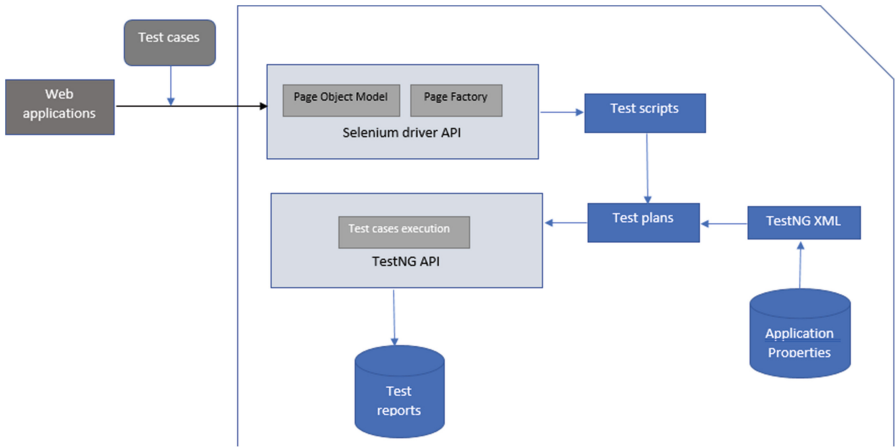 Test cases
Web
applications
Page Object Model
Page Factory
Selenium driver API
Test scripts
Test cases execution
TestNG API
Test plans
TestNG XML
Application
Properties
Test
reports